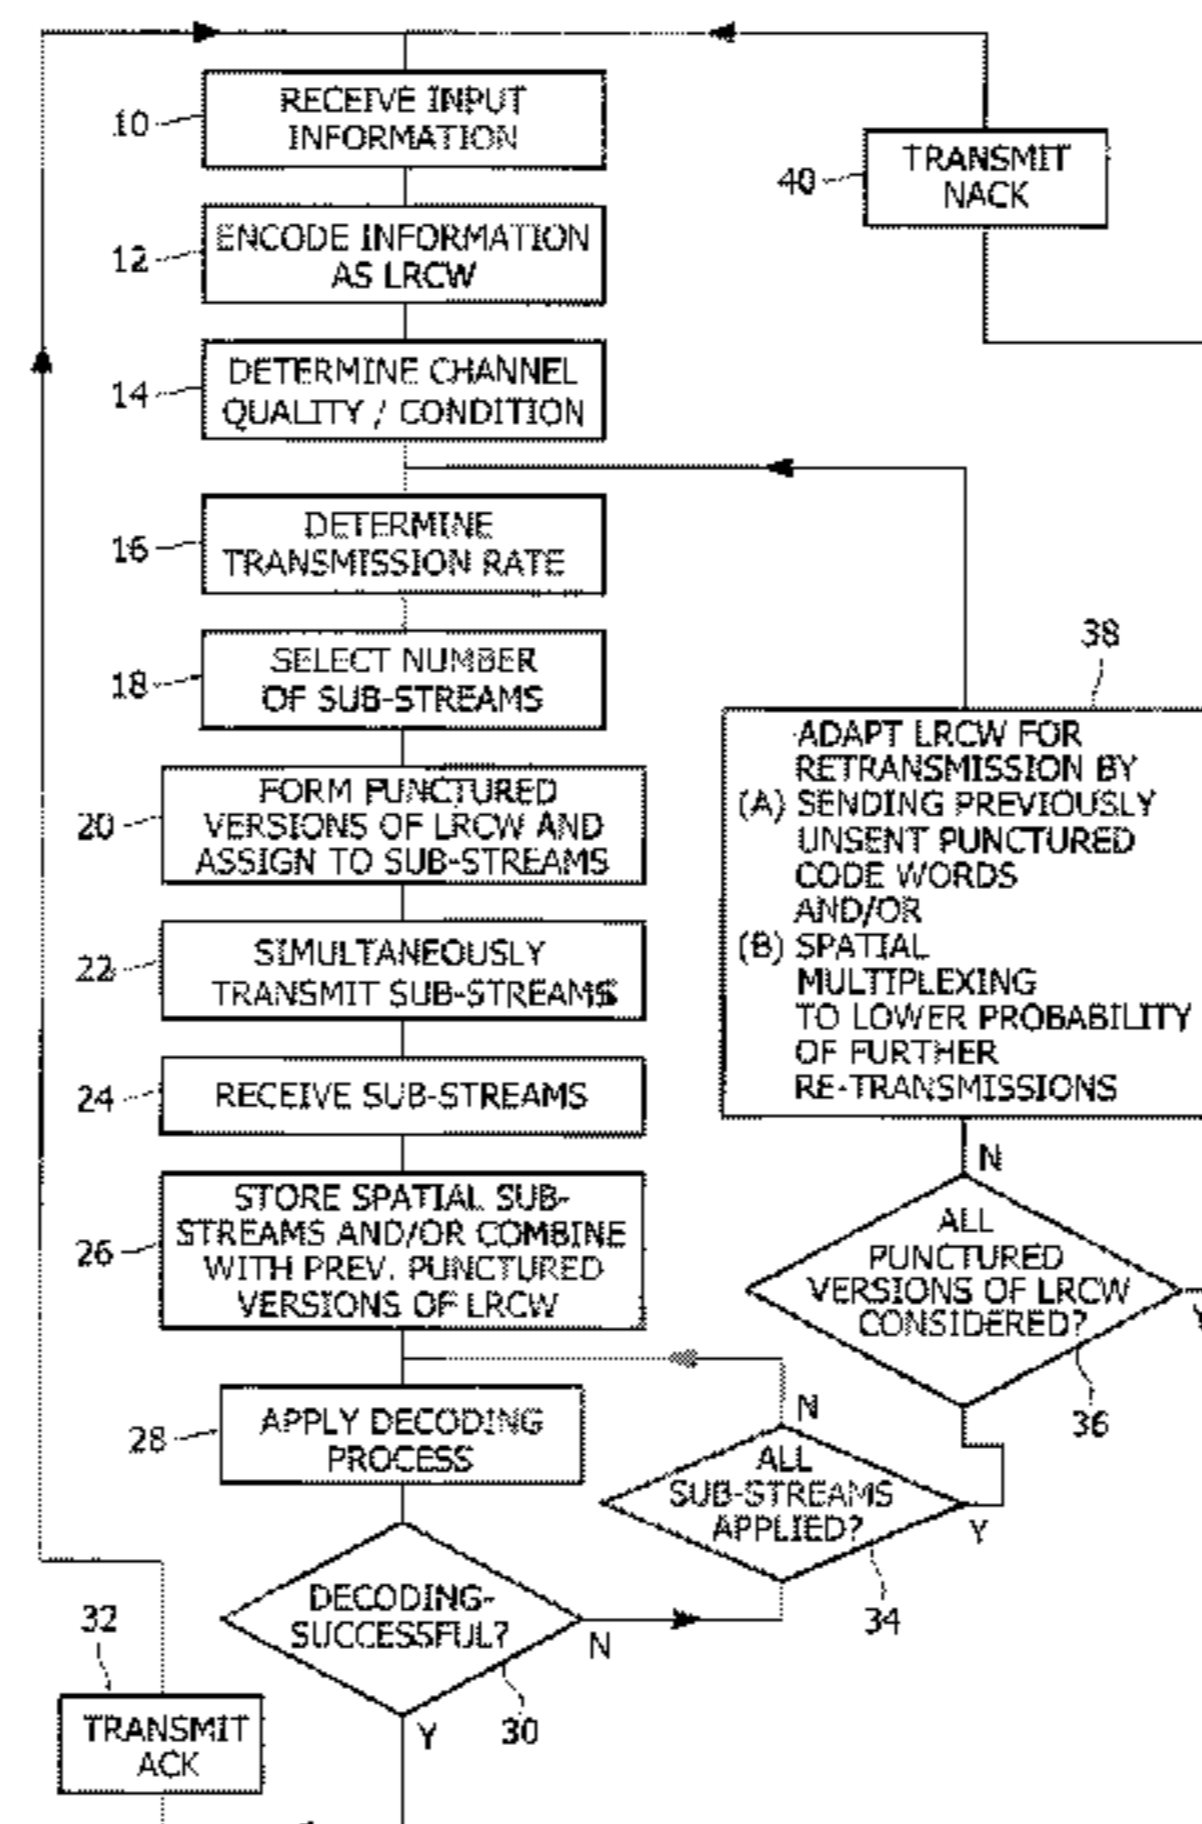 10
RECEIVE INPUT
INFORMATION
40
TRANSMIT
NACK
12
ENCODE INFORMATION
AS LRCW
14
DETERMINE CHANNEL
QUALITY / CONDITION
16
DETERMINE
TRANSMISSION RATE
18
SELECT NUMBER
OF SUB-STREAMS
20
FORM PUNCTURED
VERSIONS OF LRCW AND
ASSIGN TO SUB-STREAMS
22
SIMULTANEOUSLY
TRANSMIT SUB-STREAMS
24
RECEIVE SUB-STREAMS
26
STORE SPATIAL SUB-
STREAMS AND/OR COMBINE
WITH PREV. PUNCTURED
VERSIONS OF LRCW
28
APPLY DECODING
PROCESS
DECODING-
SUCCESSFUL?
N
Y
30
32
TRANSMIT
ACK
38
ADAPT LRCW FOR
RETRANSMISSION BY
(A) SENDING PREVIOUSLY
UNSENT PUNCTURED
CODE WORDS
AND/OR
(B) SPATIAL
MULTIPLEXING
TO LOWER PROBABILITY
OF FURTHER
RE-TRANSMISSIONS
N
ALL
PUNCTURED
VERSIONS OF LRCW
CONSIDERED?
Y
36
N
ALL
SUB-STREAMS
APPLIED?
Y
34